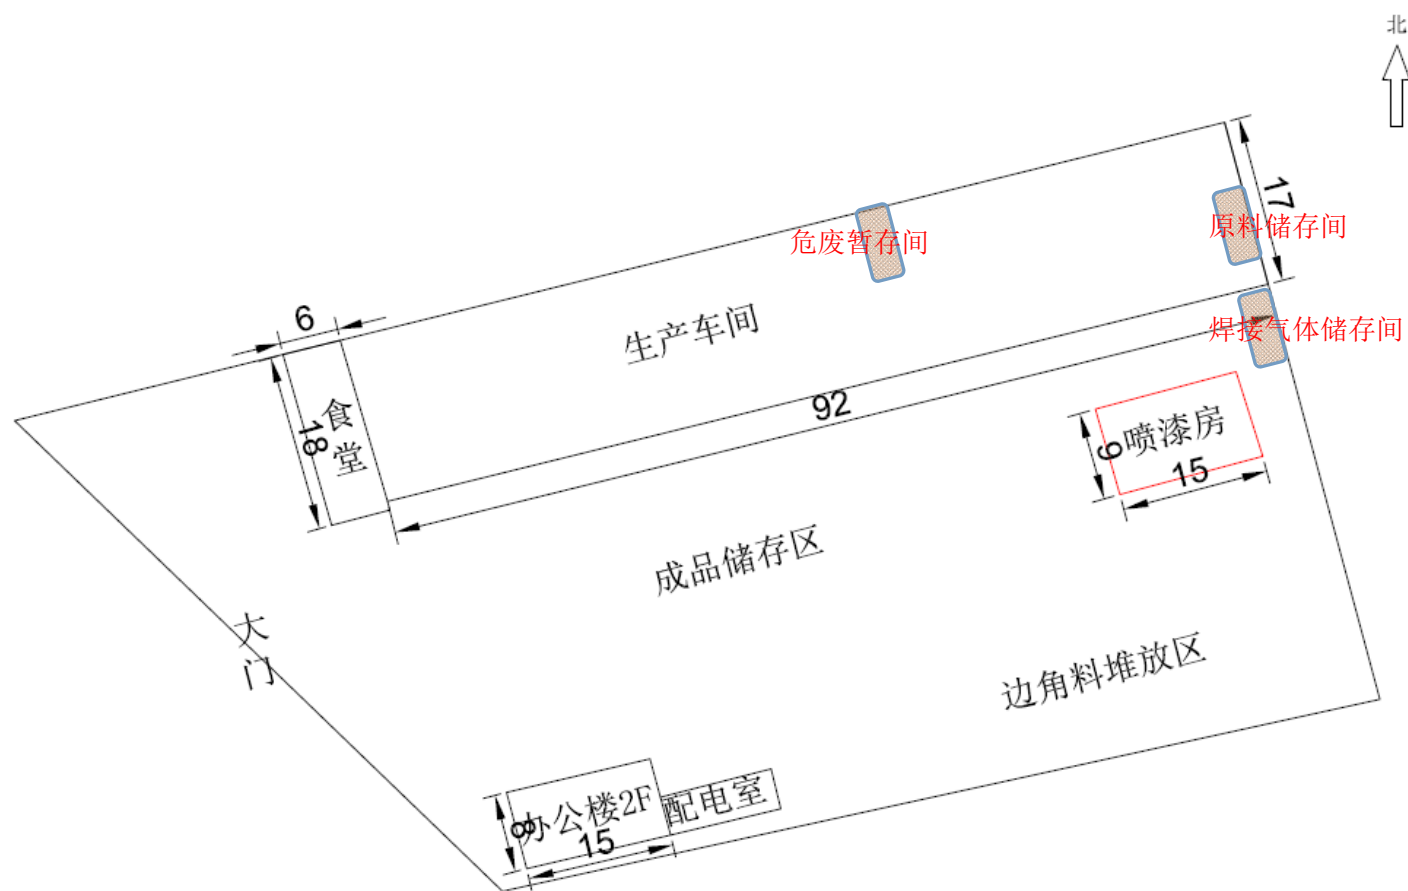 北
17
原料储存间
危废暂存间
6
生产车间
焊接气体储存间
食堂
18
92
喷漆房
9
15
成品储存区
大门
边角料堆放区
办公楼2F
配电室
8
15